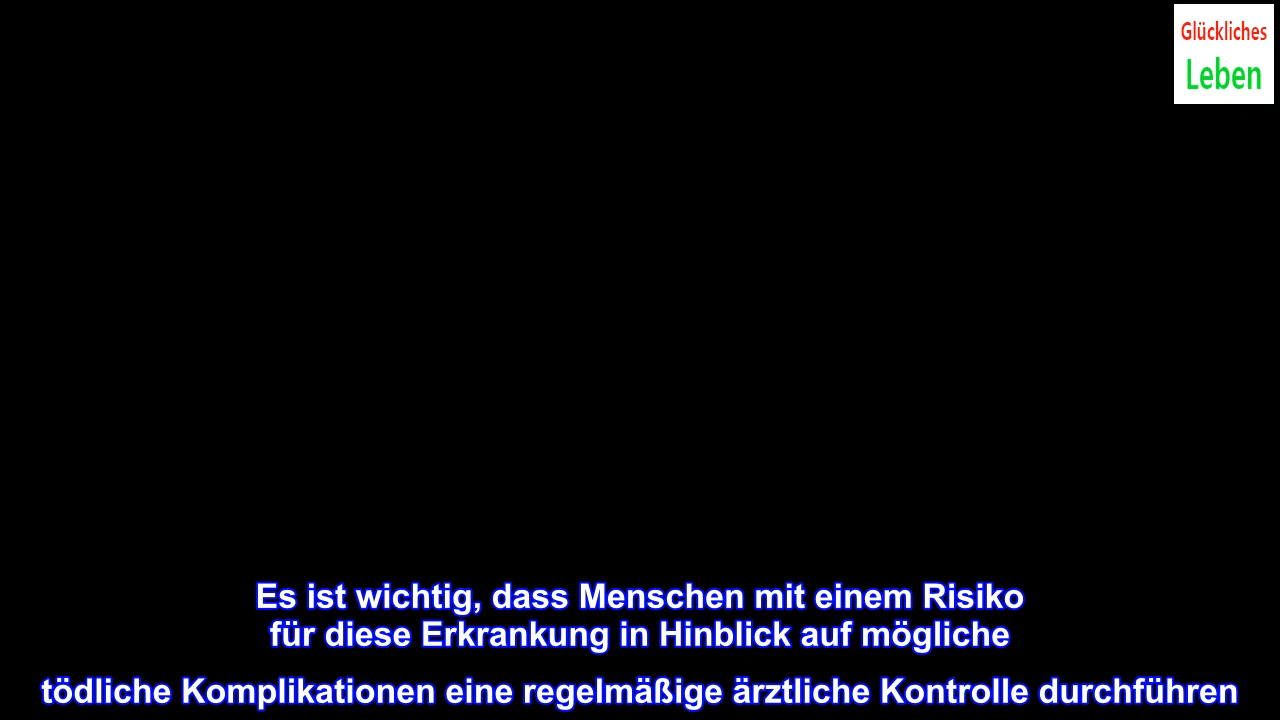 Glückliches
Leben
Es ist wichtig, dass Menschen mit einem Risiko
für diese Erkrankung in Hinblick auf mögliche
tödliche Komplikationen eine regelmäßige ärztliche Kontrolle durchführen